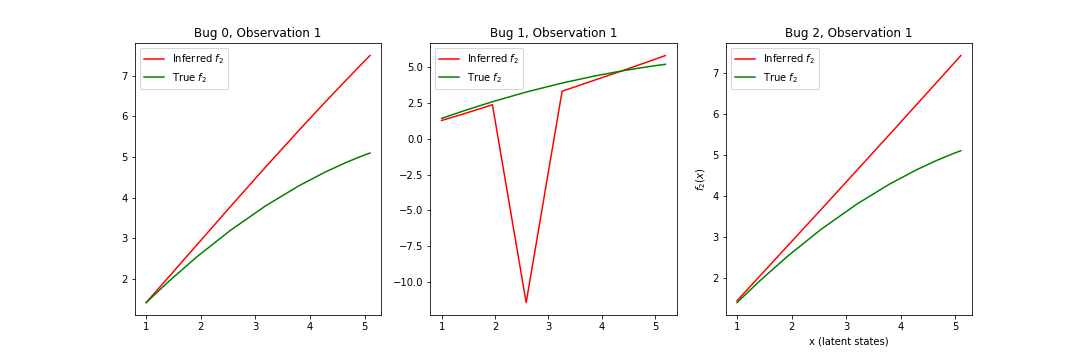 Bug 0, Observation 1
Inferred f₂
True f₂
7
6
5
4
3
2
1 2 3 4 5
Bug 1, Observation 1
Inferred f₂
True f₂
5.0
2.5
0.0
−2.5
−5.0
−7.5
−10.0
1 2 3 4 5
Bug 2, Observation 1
Inferred f₂
True f₂
f₂(x)
7
6
5
4
3
2
1 2 3 4 5
x (latent states)